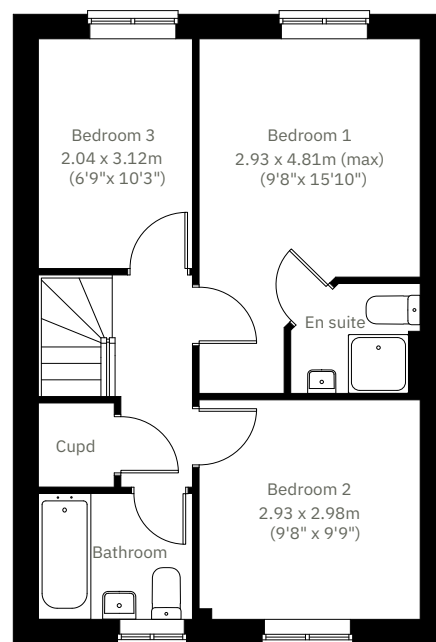 Bedroom 3
2.04 x 3.12m
(6'9"x 10'3")
Bedroom 1
2.93 x 4.81m (max)
(9'8"x 15'10")
En suite
Cupd
Bedroom 2
2.93 x 2.98m
(9'8" x 9'9")
Bathroom